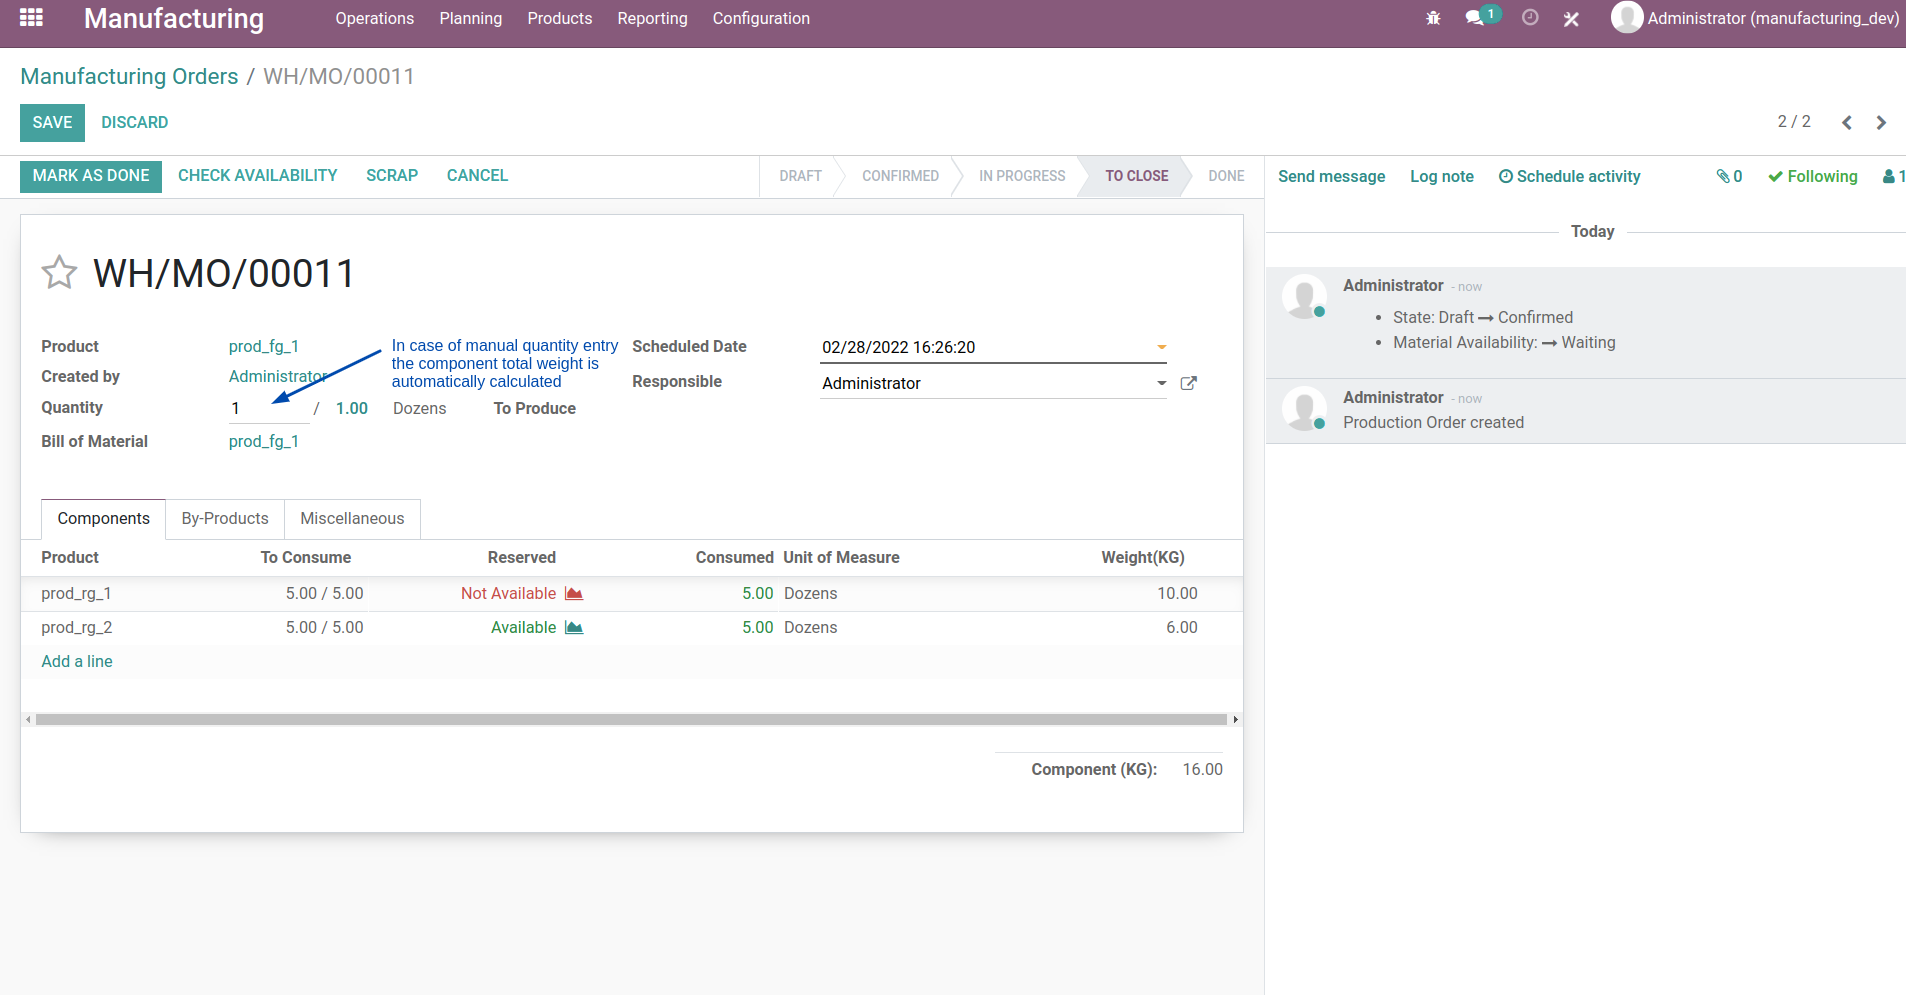 Manufacturing Operations Planning Products Reporting Configuration 1 Administrator (manufacturing_dev)
Manufacturing Orders / WH/MO/00011
SAVE DISCARD 2 / 2
MARK AS DONE CHECK AVAILABILITY SCRAP CANCEL DRAFT CONFIRMED IN PROGRESS TO CLOSE DONE
Send message Log note Schedule activity 0 Following 1
WH/MO/00011
Product prod_fg_1
Created by Administrator
Quantity 1 / 1.00 Dozens To Produce
Bill of Material prod_fg_1
In case of manual quantity entry
the component total weight is
automatically calculated
Scheduled Date 02/28/2022 16:26:20
Responsible Administrator
Components By-Products Miscellaneous
Product To Consume Reserved Consumed Unit of Measure Weight(KG)
prod_rg_1 5.00 / 5.00 Not Available 5.00 Dozens 10.00
prod_rg_2 5.00 / 5.00 Available 5.00 Dozens 6.00
Add a line
Component (KG): 16.00
Today
Administrator - now
• State: Draft → Confirmed
• Material Availability: → Waiting
Administrator - now
Production Order created